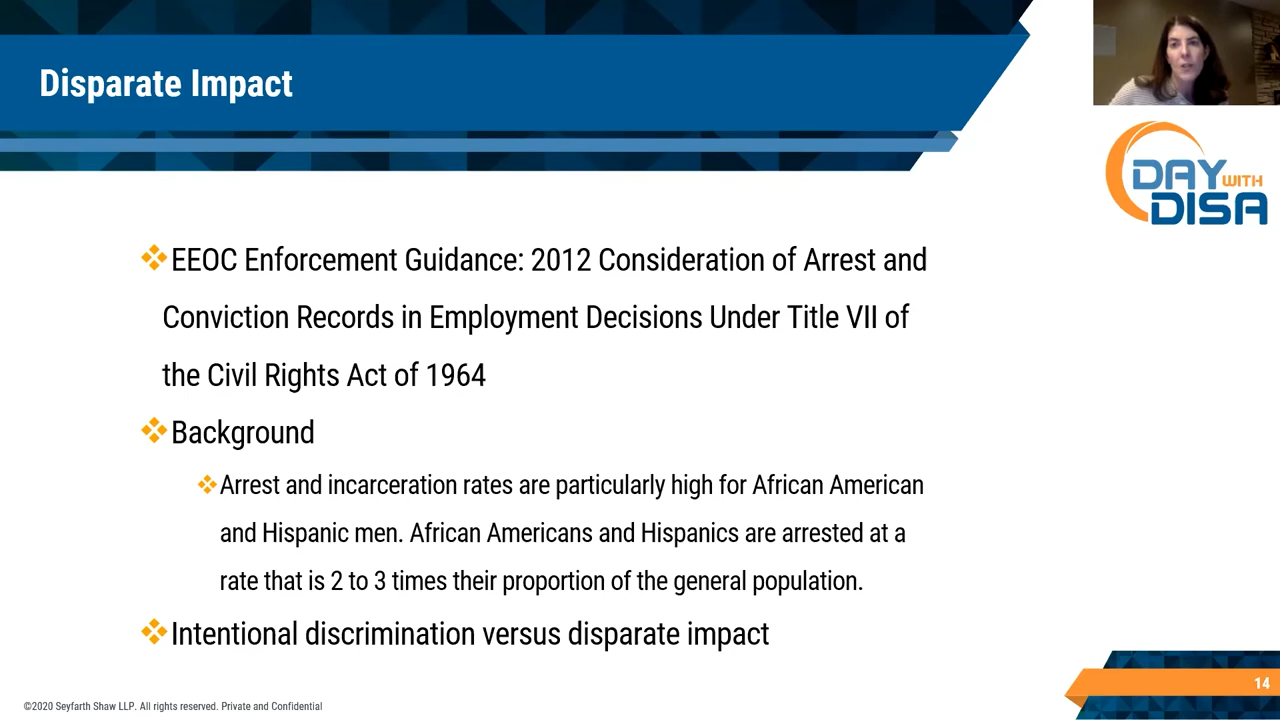 Disparate Impact
DAY WITH
DISA
EEOC Enforcement Guidance: 2012 Consideration of Arrest and
Conviction Records in Employment Decisions Under Title VII of
the Civil Rights Act of 1964
Background
Arrest and incarceration rates are particularly high for African American
and Hispanic men. African Americans and Hispanics are arrested at a
rate that is 2 to 3 times their proportion of the general population.
Intentional discrimination versus disparate impact
14
©2020 Seyfarth Shaw LLP. All rights reserved. Private and Confidential